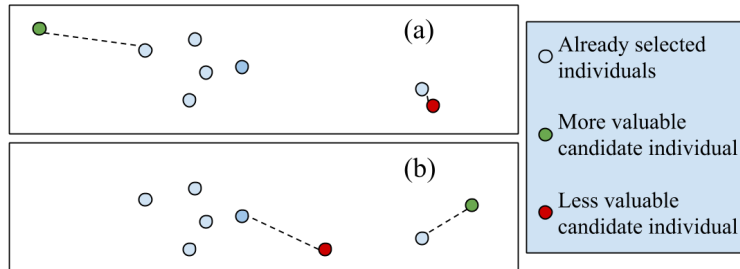 (a)
(b)
Already selected
individuals
More valuable
candidate individual
Less valuable
candidate individual